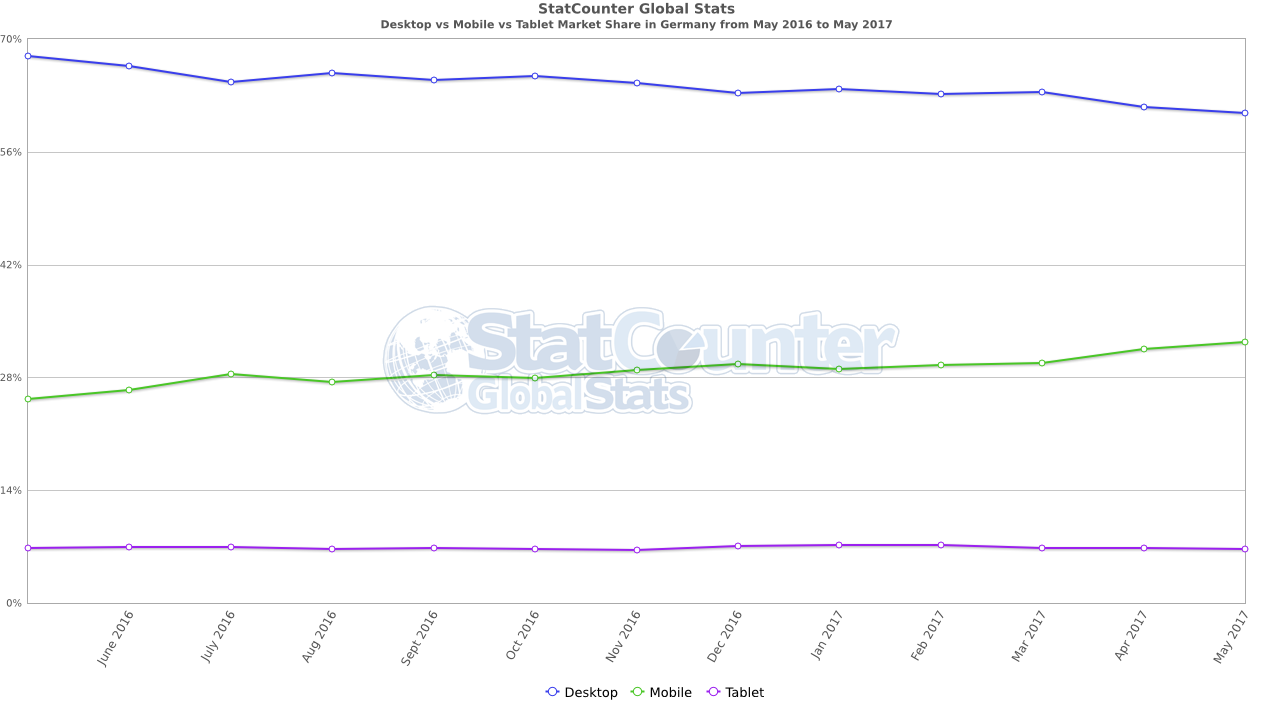 StatCounter Global Stats
Desktop vs Mobile vs Tablet Market Share in Germany from May 2016 to May 2017
70%
56%
42%
28%
14%
0%
StatCounter
GlobalStats
June 2016
July 2016
Aug 2016
Sept 2016
Oct 2016
Nov 2016
Dec 2016
Jan 2017
Feb 2017
Mar 2017
Apr 2017
May 2017
Desktop Mobile Tablet